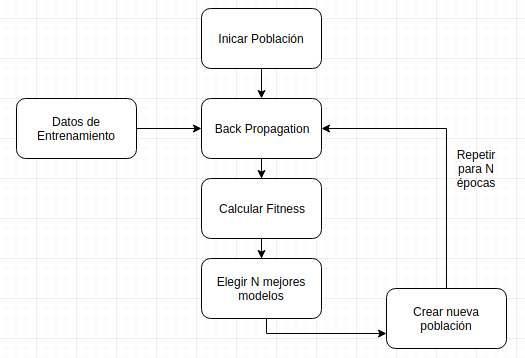 Inicar Población
Datos de
Entrenamiento
Back Propagation
Repetir
para N
épocas
Calcular Fitness
Elegir N mejores
modelos
Crear nueva
población